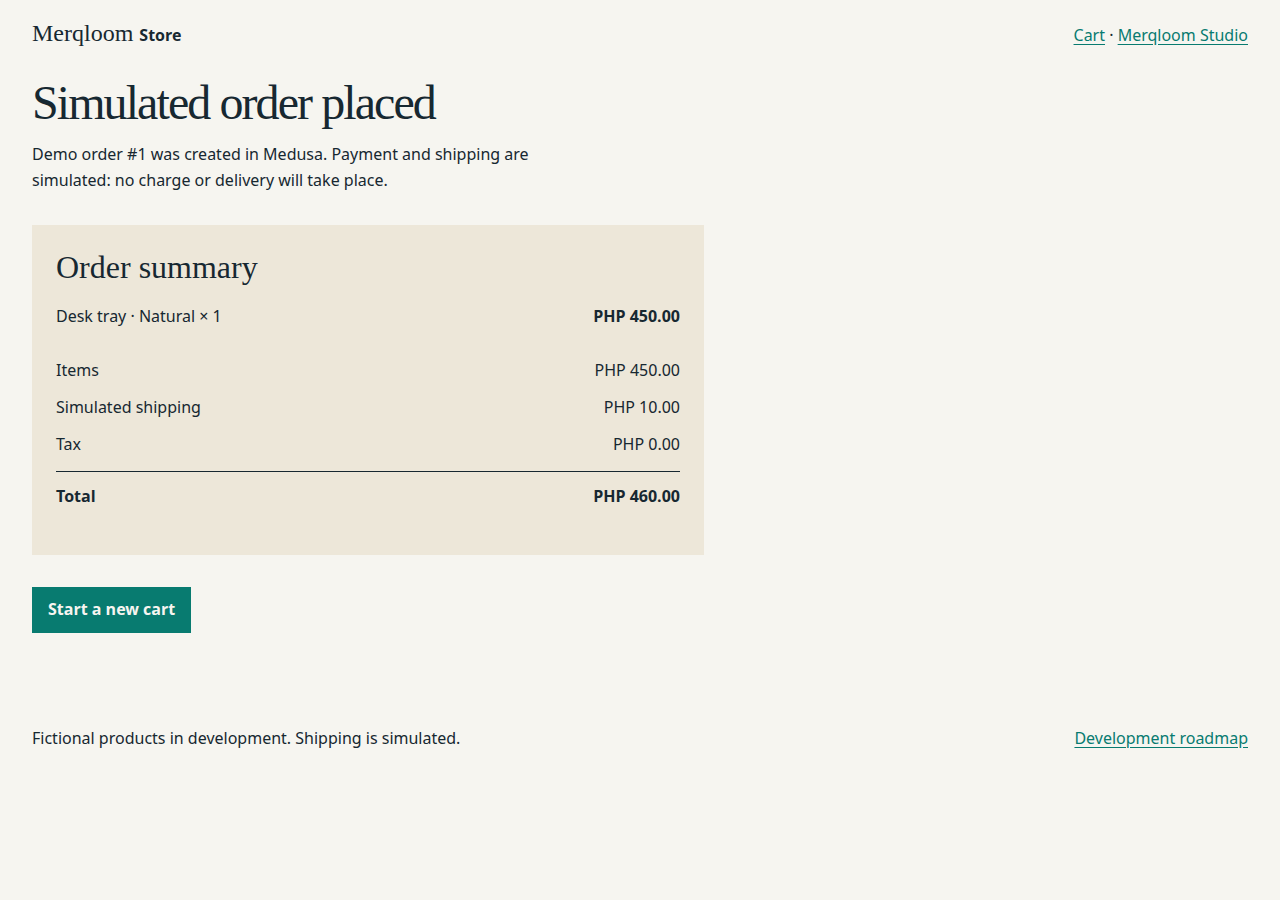 Merqloom Store
Cart · Merqloom Studio
Simulated order placed
Demo order #1 was created in Medusa. Payment and shipping are
simulated: no charge or delivery will take place.
Order summary
Desk tray · Natural × 1 PHP 450.00
Items PHP 450.00
Simulated shipping PHP 10.00
Tax PHP 0.00
Total PHP 460.00
Start a new cart
Fictional products in development. Shipping is simulated.
Development roadmap